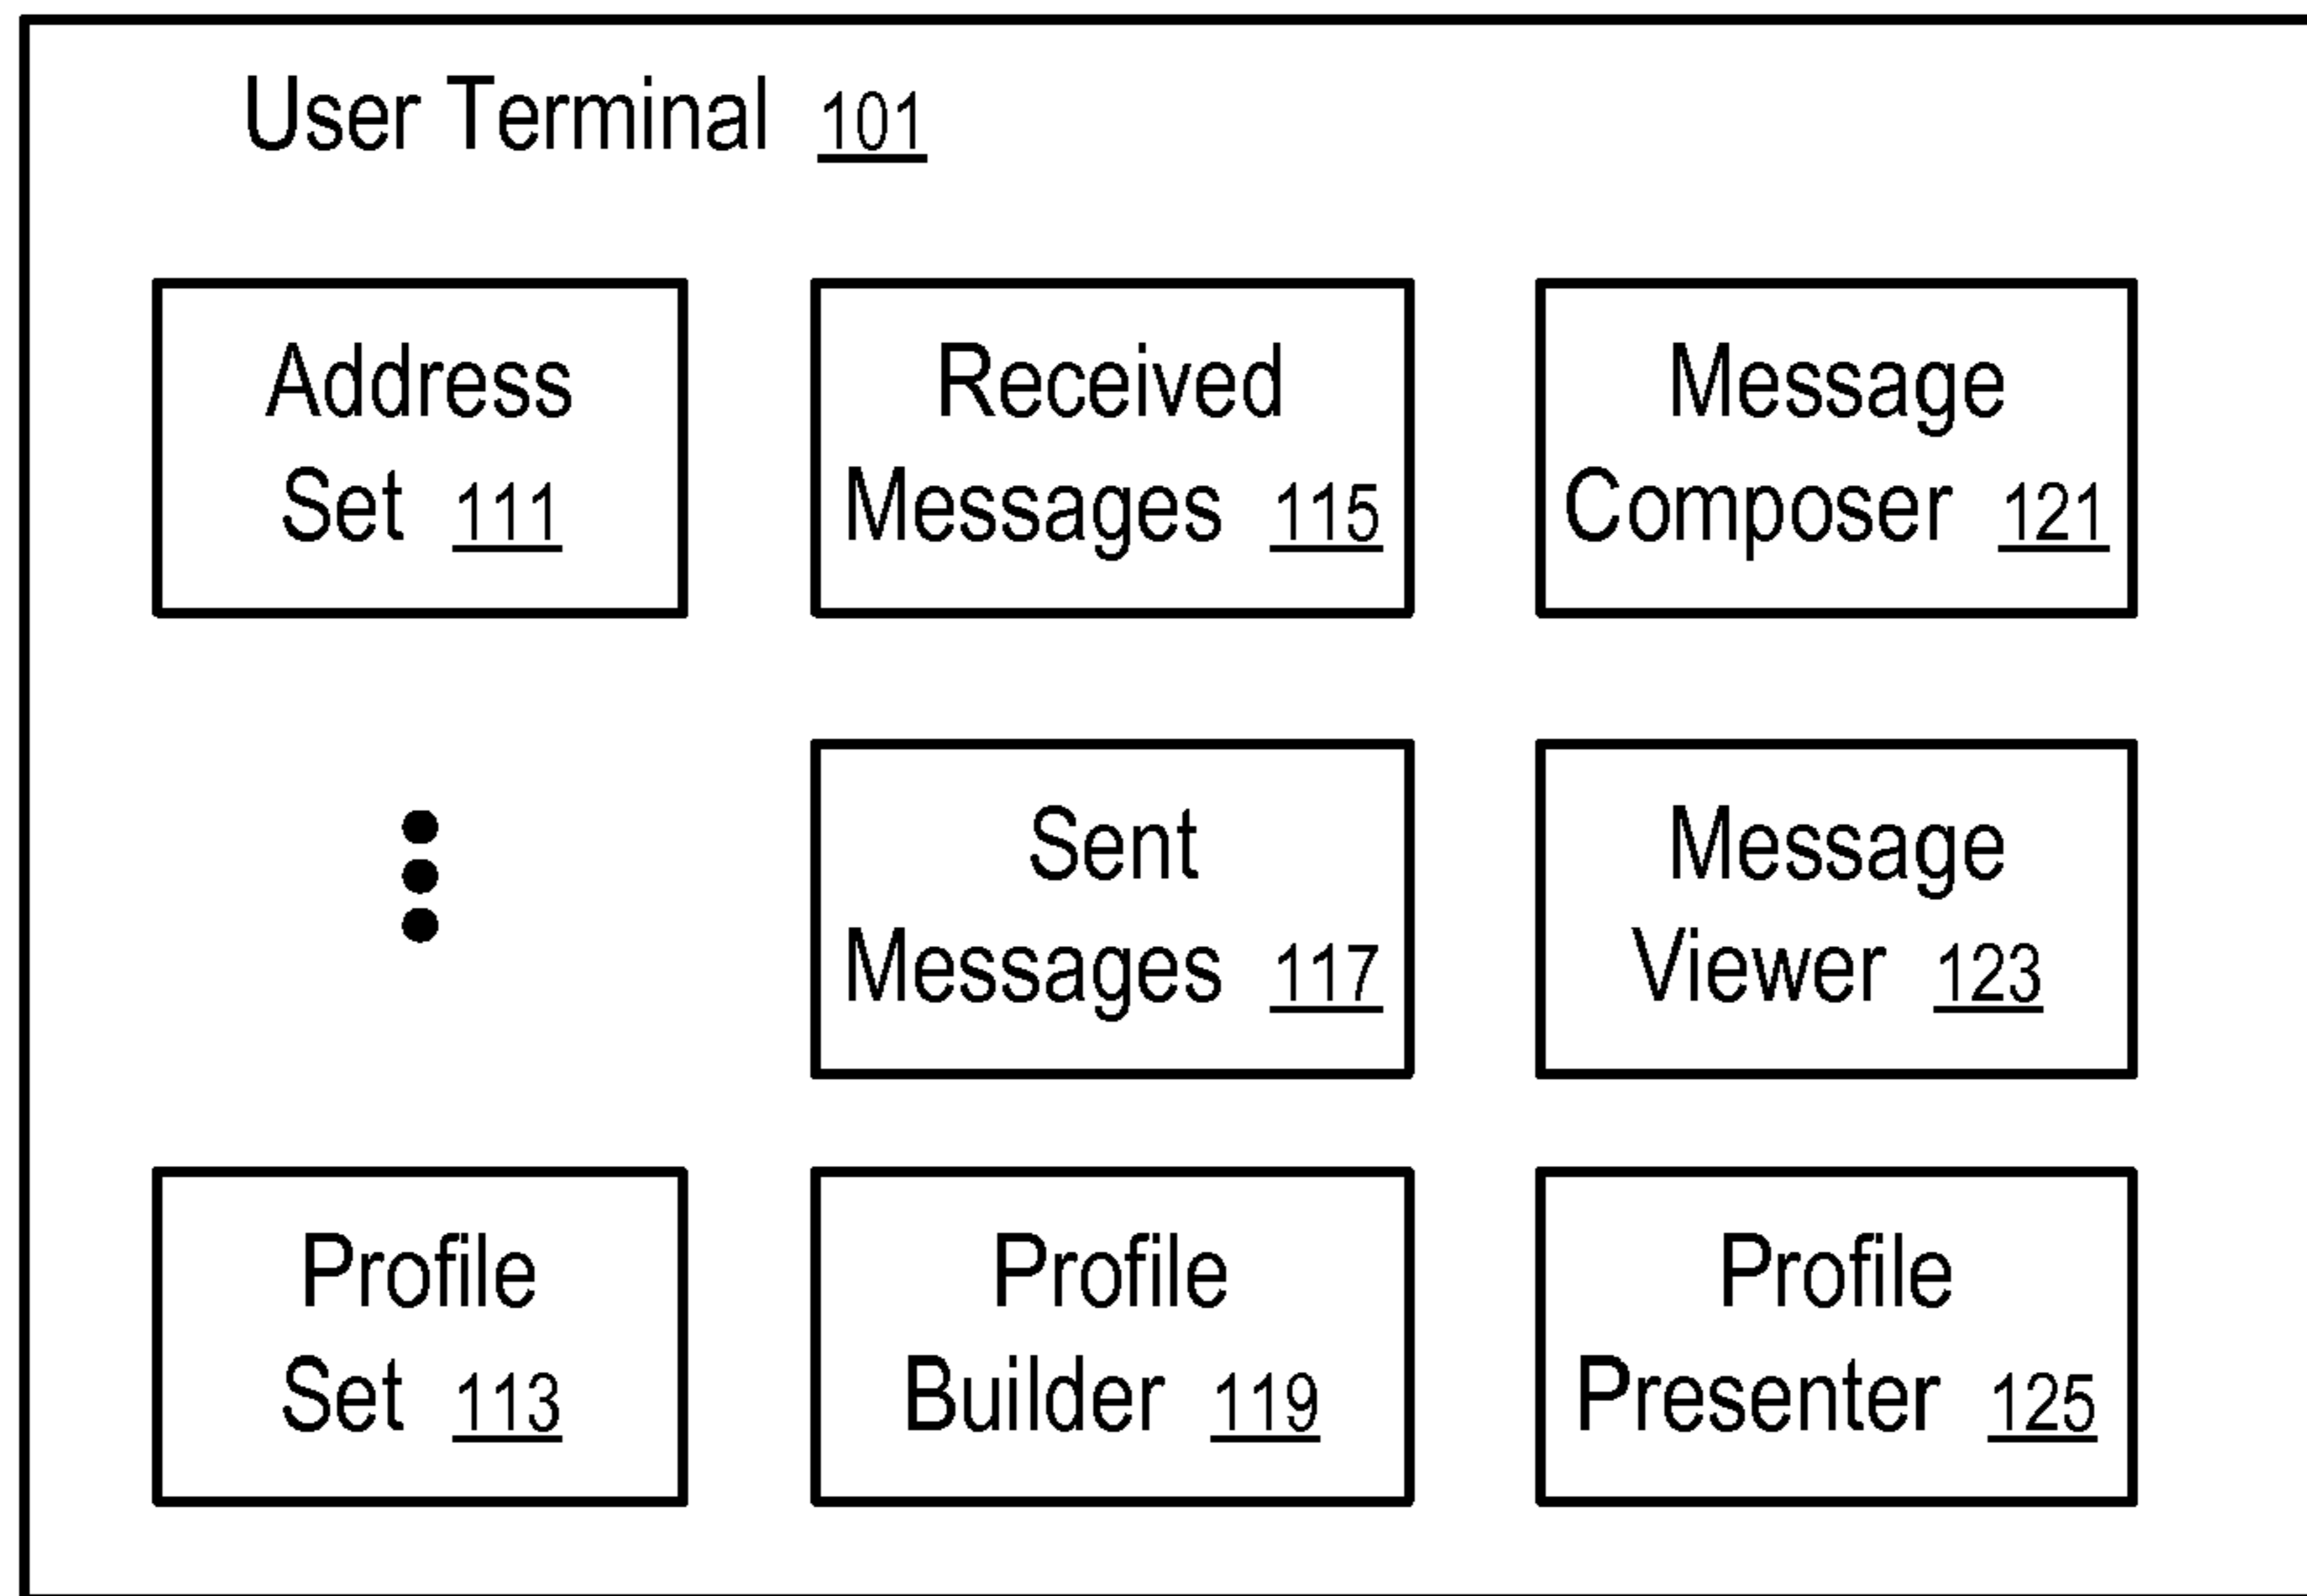 User Terminal 101
Address
Set 111
Received
Messages 115
Message
Composer 121
Sent
Messages 117
Message
Viewer 123
Profile
Set 113
Profile
Builder 119
Profile
Presenter 125